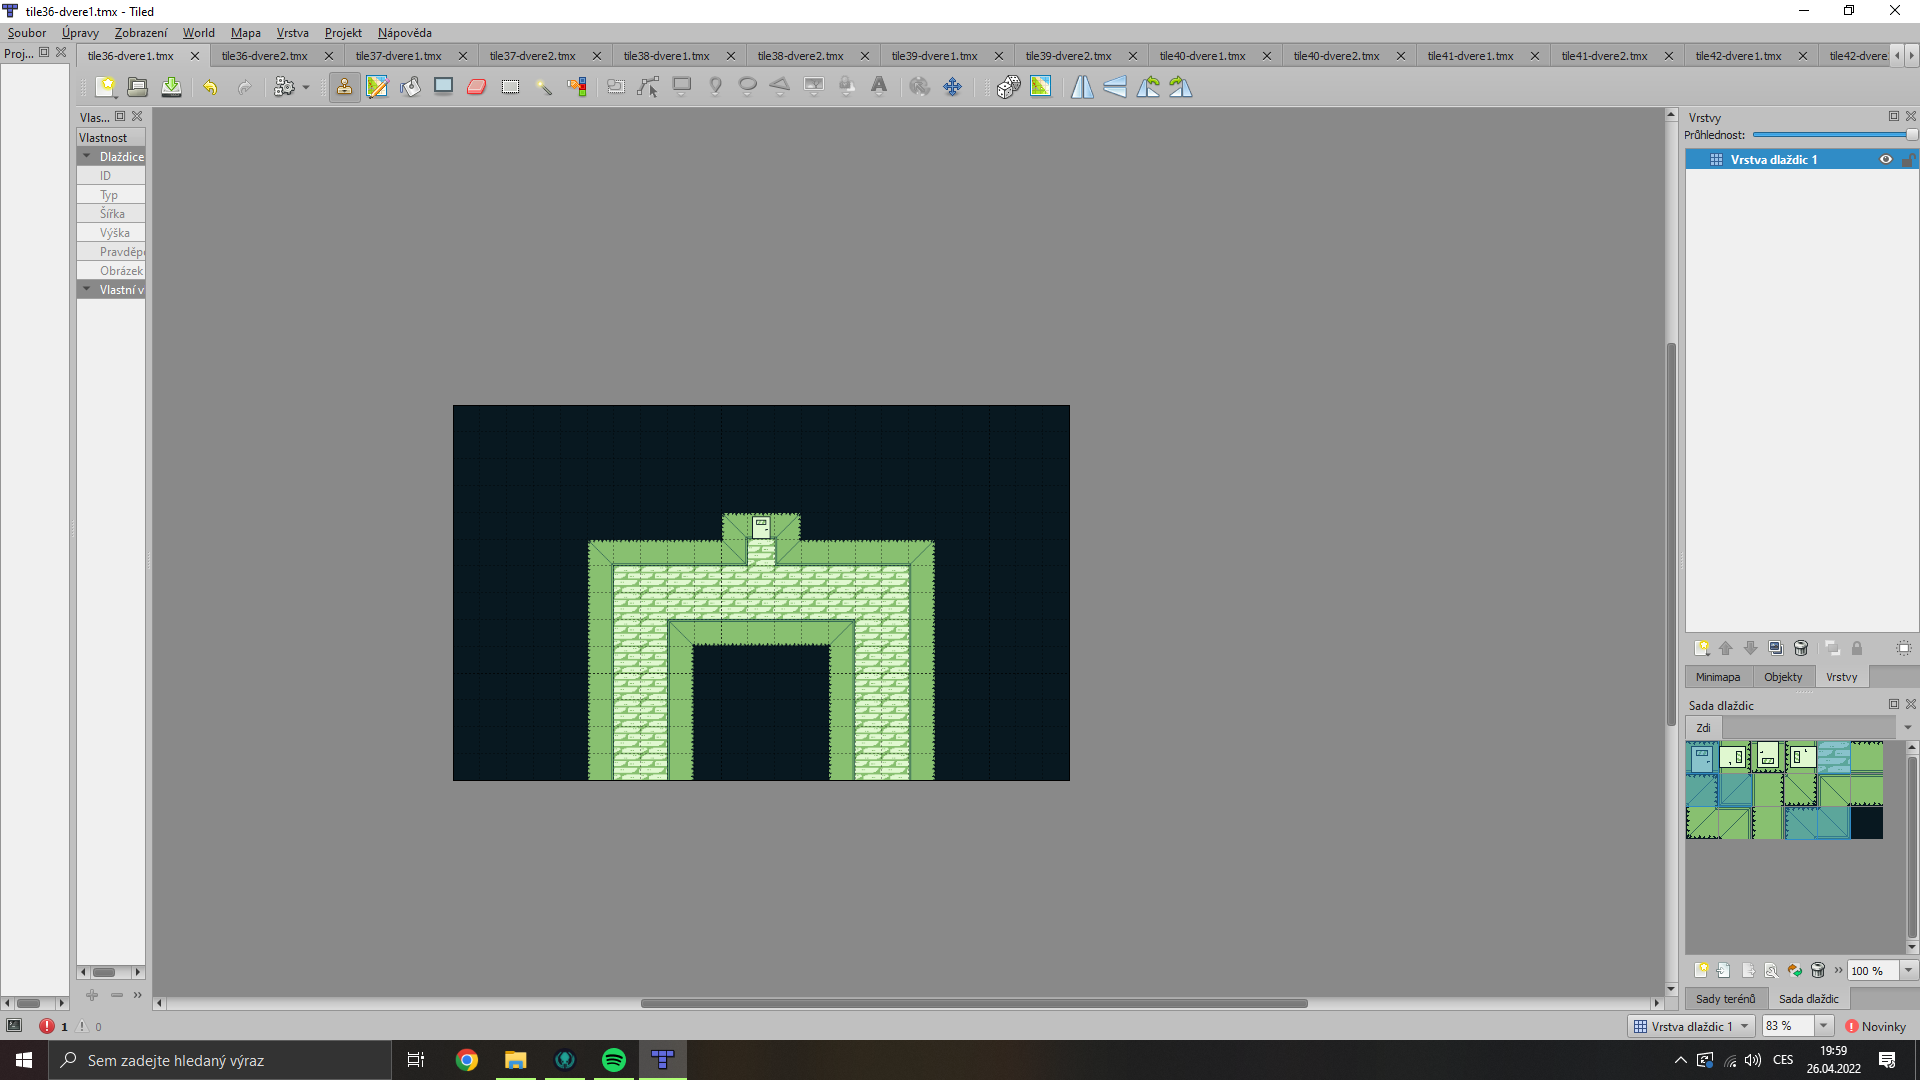 tile36-dvere1.tmx - Tiled
Soubor Úpravy Zobrazení World Mapa Vrstva Projekt Nápověda
Proj... tile36-dvere1.tmx tile36-dvere2.tmx tile37-dvere1.tmx tile37-dvere2.tmx tile38-dvere1.tmx tile38-dvere2.tmx tile39-dvere1.tmx tile39-dvere2.tmx tile40-dvere1.tmx tile40-dvere2.tmx tile41-dvere1.tmx tile41-dvere2.tmx tile42-dvere1.tmx tile42-dvere
Vlas...
Vlastnost
Dlaždice
ID
Typ
Šířka
Výška
Pravděpo
Obrázek
Vlastní v
Vrstvy
Průhlednost:
Vrstva dlaždic 1
Minimapa Objekty Vrstvy
Sada dlaždic
Zdi
100 %
Sady terénů Sada dlaždic
1 0
Vrstva dlaždic 1 83 % Novinky
Sem zadejte hledaný výraz
CES
19:59
26.04.2022